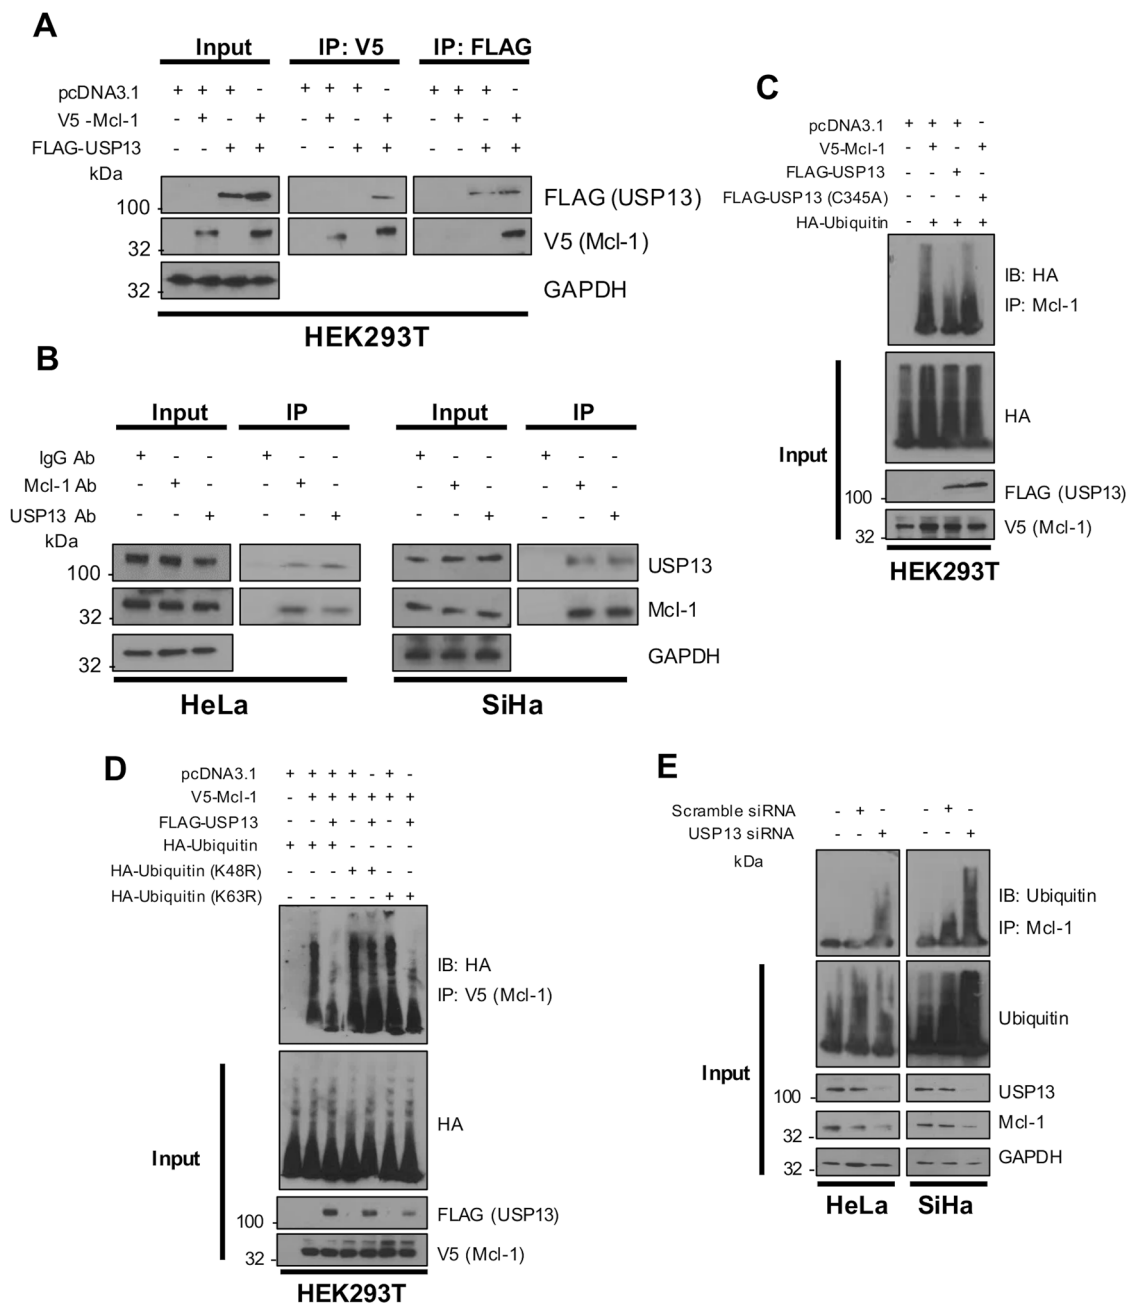 A
Input IP: V5 IP: FLAG
pcDNA3.1 + + + - + + + - + + + -
V5 -Mcl-1 - + - + - + - + - + - +
FLAG-USP13 - - + + - - + + - - + +
kDa
100 FLAG (USP13)
32 V5 (Mcl-1)
32 GAPDH
HEK293T
B
Input IP Input IP
IgG Ab + - - + - - + - - + - -
Mcl-1 Ab - + - - + - - + - - + -
USP13 Ab - - + - - + - - + - - +
kDa
100 USP13
32 Mcl-1
32 GAPDH
HeLa SiHa
C
pcDNA3.1 + + + -
V5-Mcl-1 - + - +
FLAG-USP13 - - + -
FLAG-USP13 (C345A) - - - +
HA-Ubiquitin - + + +
IB: HA
IP: Mcl-1
HA
Input
100 FLAG (USP13)
32 V5 (Mcl-1)
HEK293T
D
pcDNA3.1 + + + + - + -
V5-Mcl-1 - + + + + + +
FLAG-USP13 - - + - + - +
HA-Ubiquitin + + + - - - -
HA-Ubiquitin (K48R) - - - + + - -
HA-Ubiquitin (K63R) - - - - - + +
IB: HA
IP: V5 (Mcl-1)
HA
Input
100 FLAG (USP13)
32 V5 (Mcl-1)
HEK293T
E
Scramble siRNA - + - - + -
USP13 siRNA - - + - - +
kDa
IB: Ubiquitin
IP: Mcl-1
Ubiquitin
Input
100 USP13
32 Mcl-1
32 GAPDH
HeLa SiHa